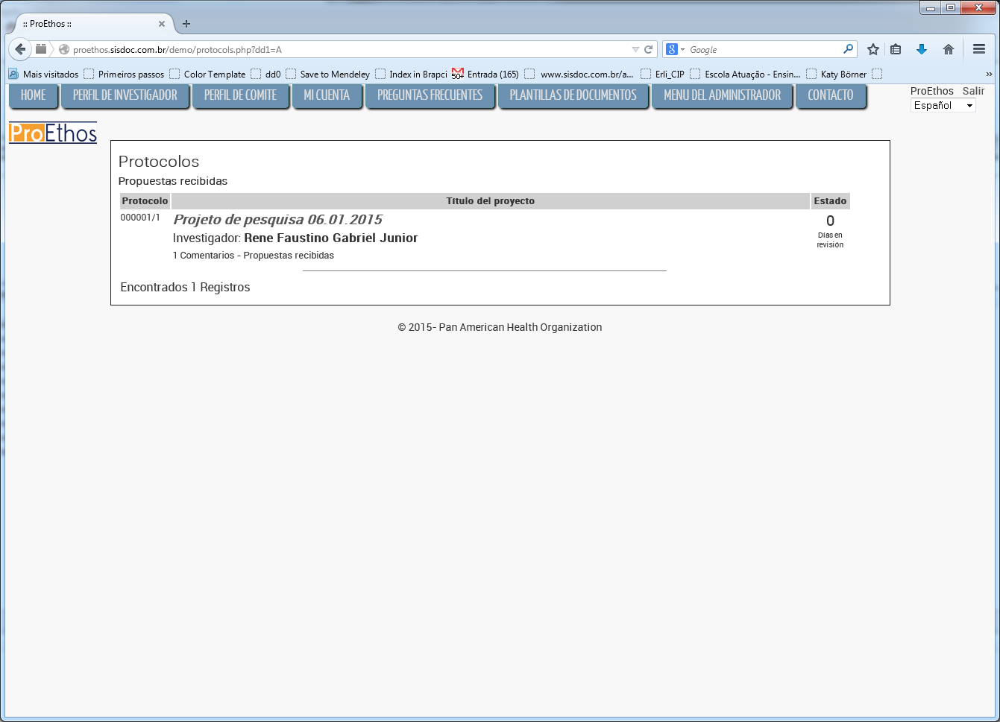 :: ProEthos ::
proethos.sisdoc.com.br/demo/protocols.php?dd1=A
8 Google
Mais visitados Primeiros passos Color Template dd0 Save to Mendeley Index in Brapci 50+ Entrada (165) www.sisdoc.com.br/a... Erli_CIP Escola Atuação - Ensin... Katy Börner »
HOME PERFIL DE INVESTIGADOR PERFIL DE COMITE MI CUENTA PREGUNTAS FRECUENTES PLANTILLAS DE DOCUMENTOS MENU DEL ADMINISTRADOR CONTACTO
ProEthos Salir
Español
ProEthos
Protocolos
Propuestas recibidas
Protocolo Título del proyecto Estado
000001/1 Projeto de pesquisa 06.01.2015 0
Investigador: Rene Faustino Gabriel Junior
Días en
revisión
1 Comentarios - Propuestas recibidas
Encontrados 1 Registros
© 2015- Pan American Health Organization